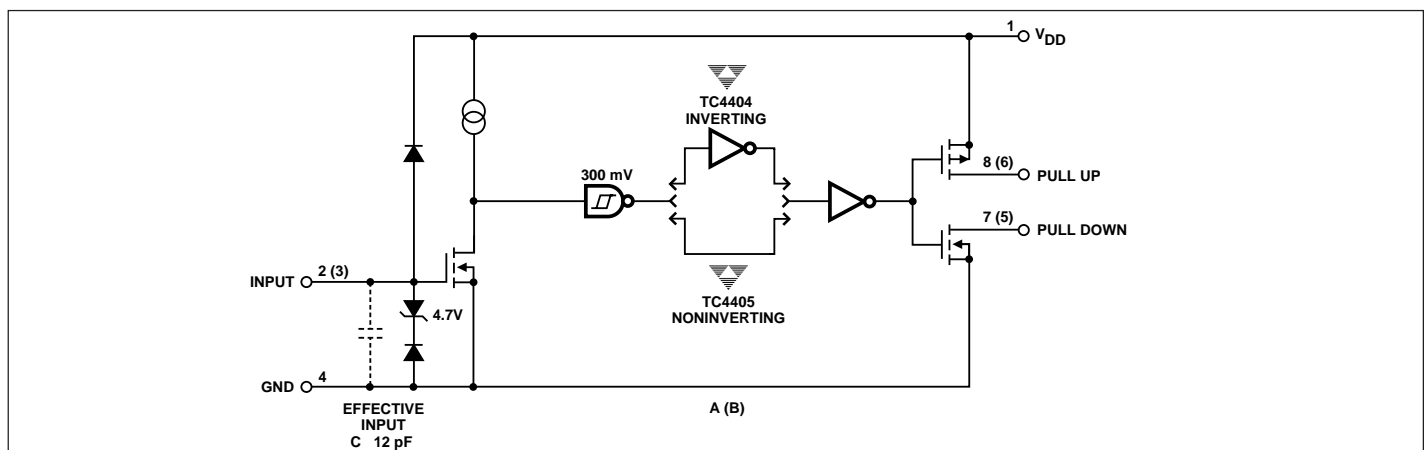 1
VDD
TC4404
INVERTING
300 mV
8 (6)
PULL UP
7 (5)
PULL DOWN
INPUT
2 (3)
4.7V
TC4405
NONINVERTING
GND
4
EFFECTIVE
INPUT
C 12 pF
A (B)